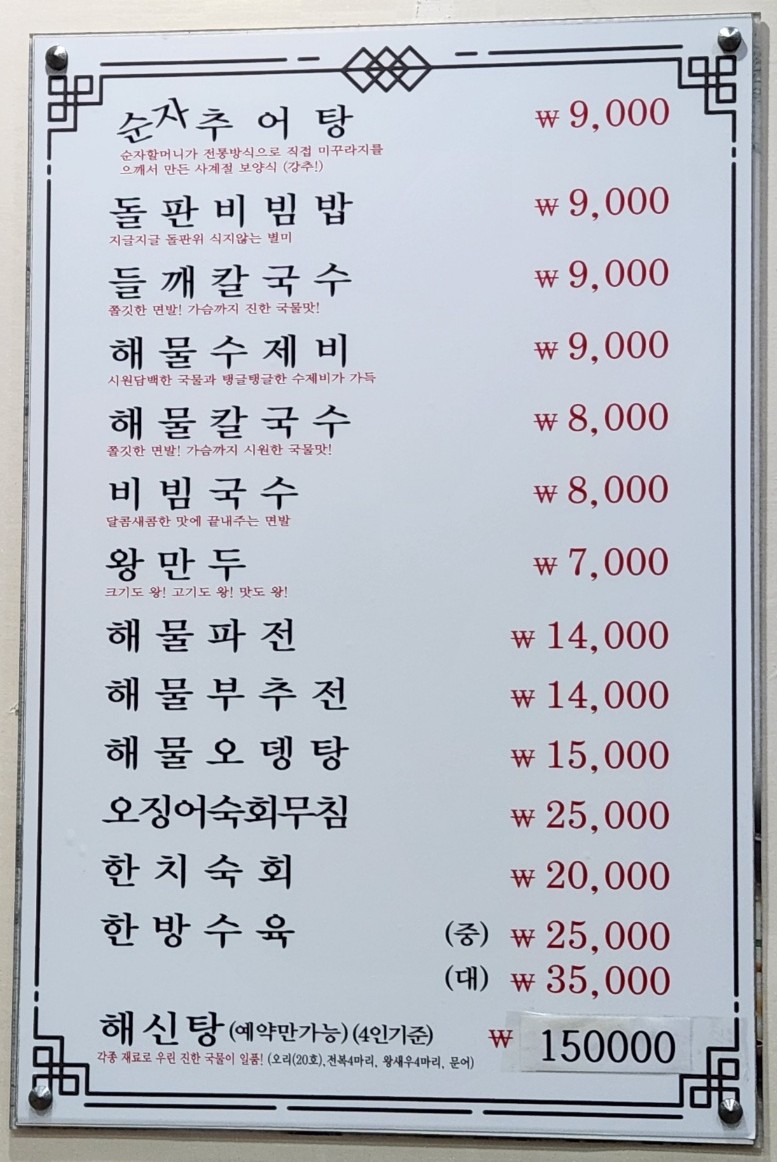 순자추어탕 ₩ 9,000
순자할머니가 전통방식으로 직접 미꾸라지를
으깨서 만든 사계절 보양식 (강추!)
돌판비빔밥 ₩ 9,000
지글지글 돌판위 식지않는 별미
들깨칼국수 ₩ 9,000
쫄깃한 면발! 가슴까지 진한 국물맛!
해물수제비 ₩ 9,000
시원담백한 국물과 탱글탱글한 수제비가 가득
해물칼국수 ₩ 8,000
쫄깃한 면발! 가슴까지 시원한 국물맛!
비빔국수 ₩ 8,000
달콤새콤한 맛에 끝내주는 면발
왕만두 ₩ 7,000
크기도 왕! 고기도 왕! 맛도 왕!
해물파전 ₩ 14,000
해물부추전 ₩ 14,000
해물오뎅탕 ₩ 15,000
오징어숙회무침 ₩ 25,000
한치숙회 ₩ 20,000
한방수육 (중) ₩ 25,000
(대) ₩ 35,000
해신탕 (예약만가능) (4인기준) ₩ 150000
각종 재료로 우린 진한 국물이 일품! (오리(20호), 전복4마리, 왕새우4마리, 문어)